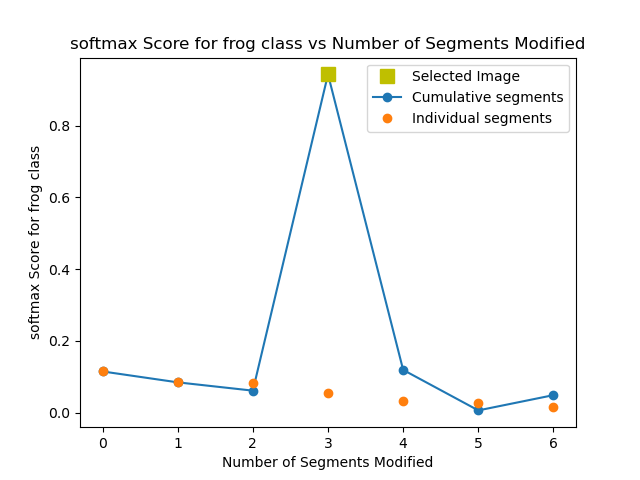 softmax Score for frog class vs Number of Segments Modified
Selected Image
Cumulative segments
Individual segments
softmax Score for frog class
0.8
0.6
0.4
0.2
0.0
0 1 2 3 4 5 6
Number of Segments Modified